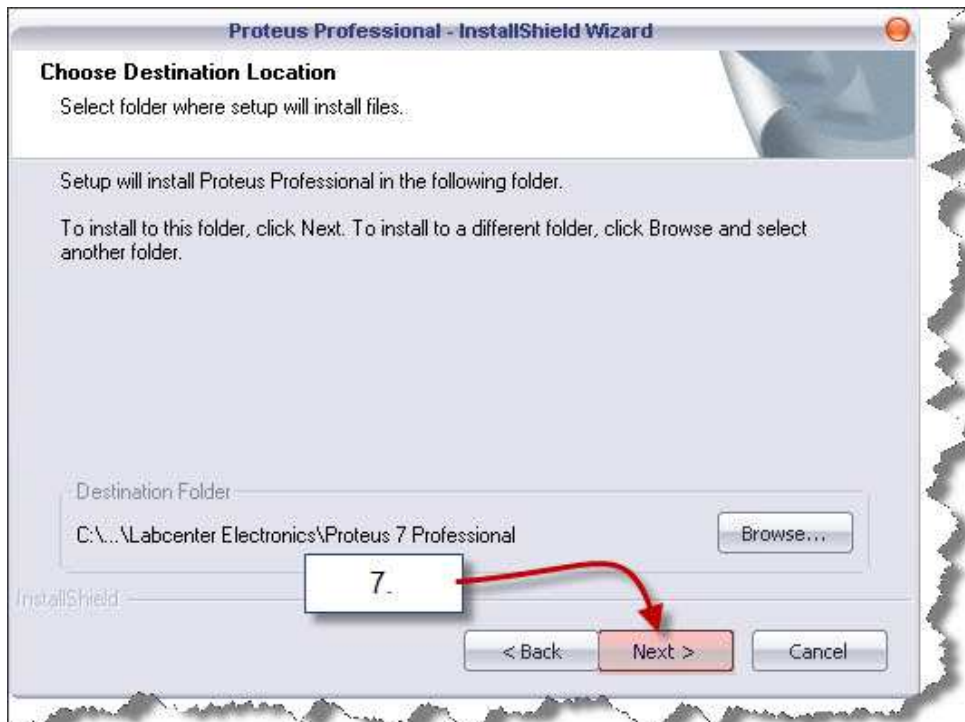 Proteus Professional - InstallShield Wizard
Choose Destination Location
Select folder where setup will install files.
Setup will install Proteus Professional in the following folder.
To install to this folder, click Next. To install to a different folder, click Browse and select
another folder.
Destination Folder
C:\...\Labcenter Electronics\Proteus 7 Professional
Browse...
7.
InstallShield
< Back
Next >
Cancel